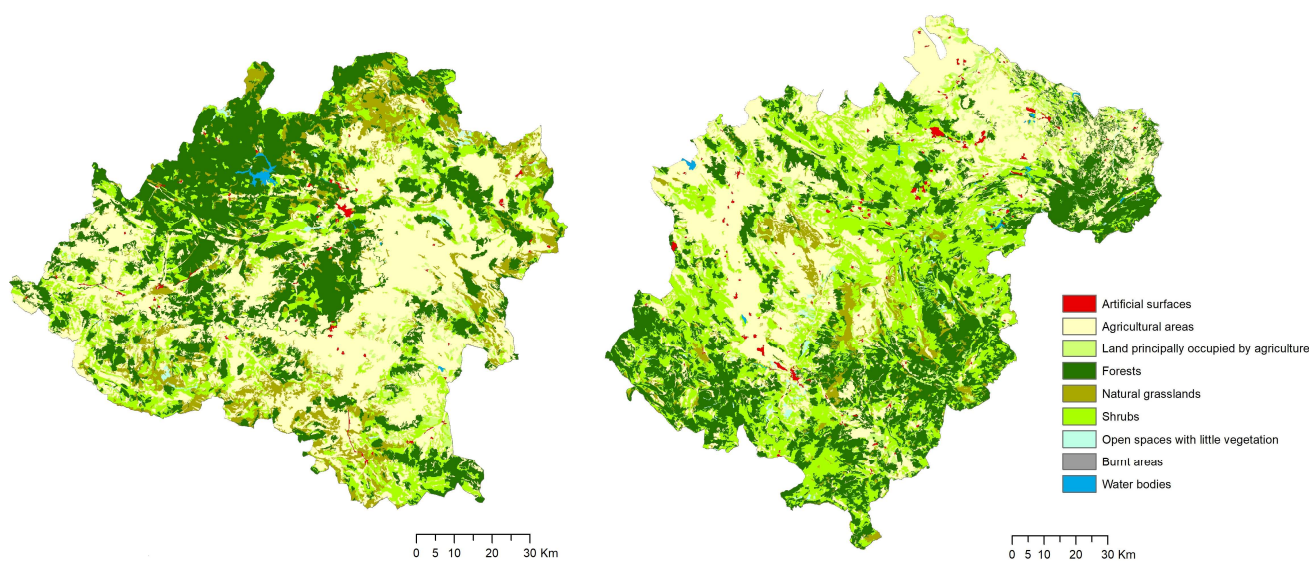 Artificial surfaces
Agricultural areas
Land principally occupied by agriculture
Forests
Natural grasslands
Shrubs
Open spaces with little vegetation
Burnt areas
Water bodies
0 5 10 20 30 Km
0 5 10 20 30 Km